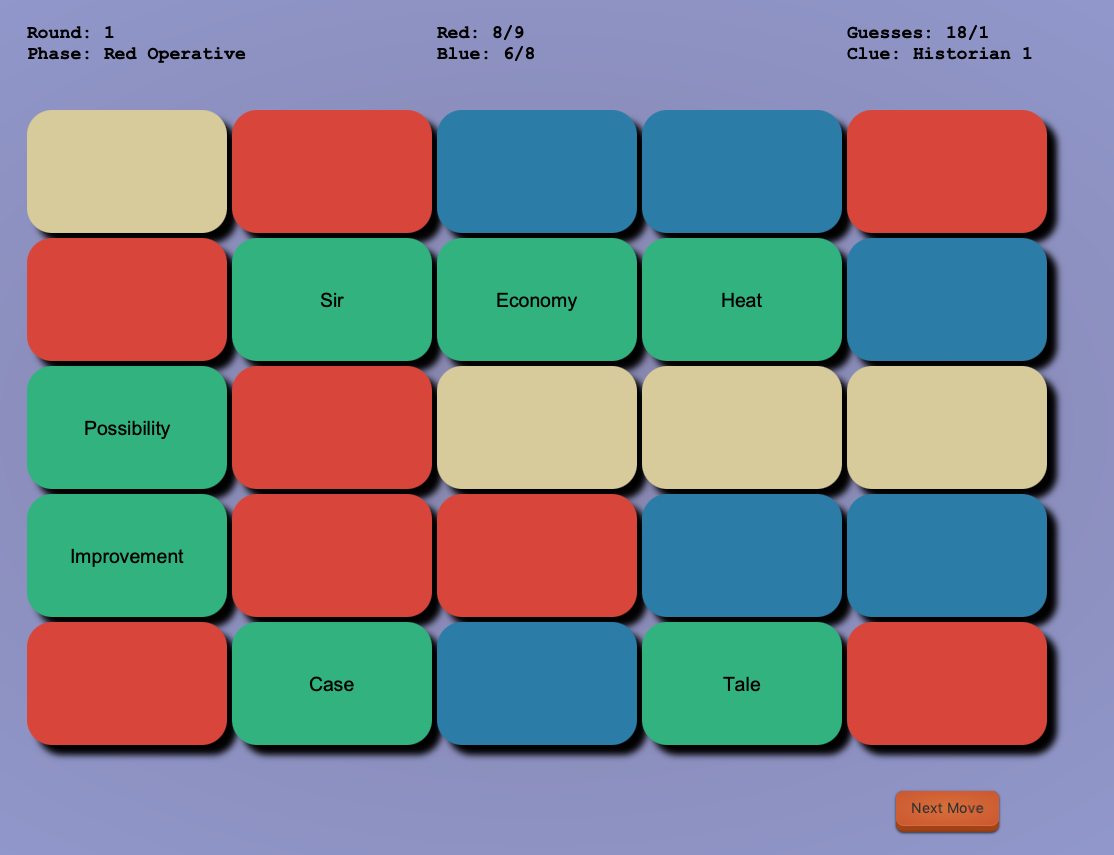 Round: 1
Phase: Red Operative
Red: 8/9
Blue: 6/8
Guesses: 18/1
Clue: Historian 1
Sir
Economy
Heat
Possibility
Improvement
Case
Tale
Next Move